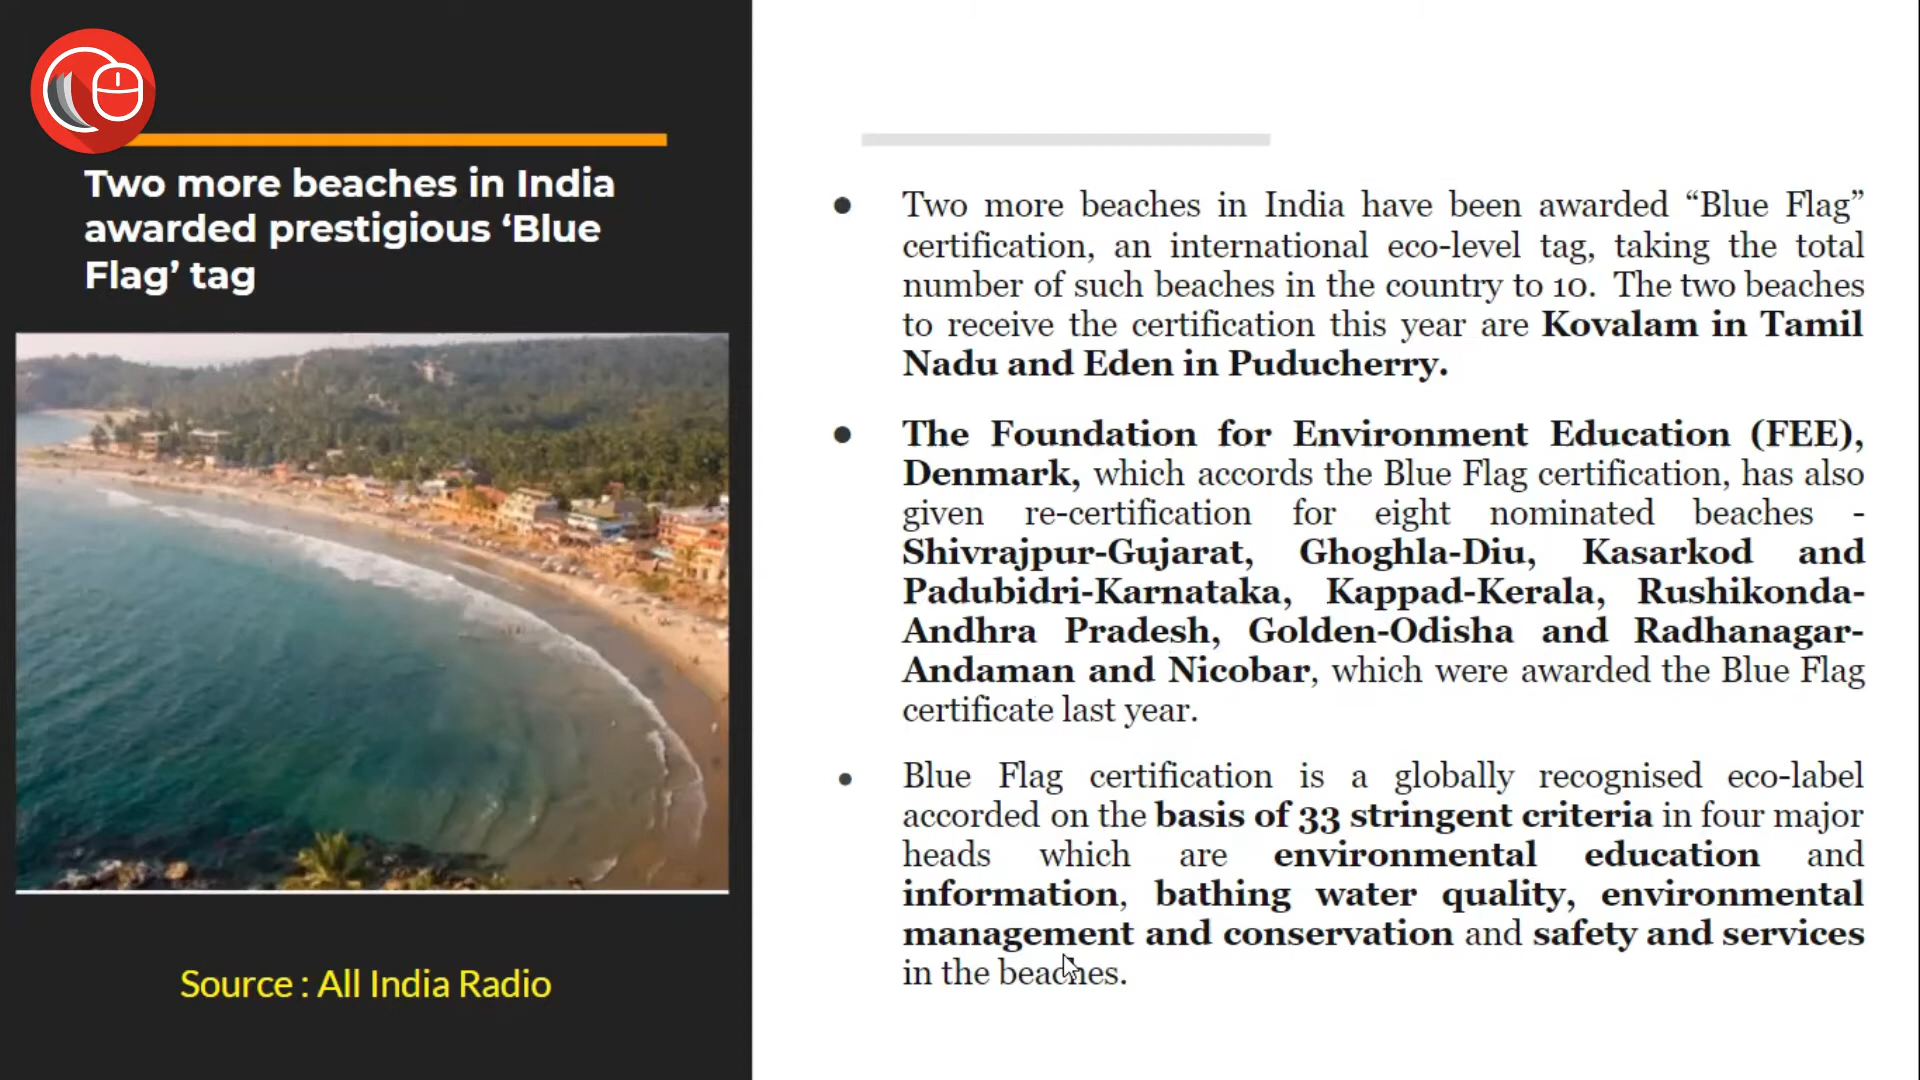 Two more beaches in India
awarded prestigious ‘Blue
Flag’ tag
Source : All India Radio
● Two more beaches in India have been awarded “Blue Flag”
certification, an international eco-level tag, taking the total
number of such beaches in the country to 10. The two beaches
to receive the certification this year are Kovalam in Tamil
Nadu and Eden in Puducherry.
● The Foundation for Environment Education (FEE),
Denmark, which accords the Blue Flag certification, has also
given re-certification for eight nominated beaches -
Shivrajpur-Gujarat, Ghoghla-Diu, Kasarkod and
Padubidri-Karnataka, Kappad-Kerala, Rushikonda-
Andhra Pradesh, Golden-Odisha and Radhanagar-
Andaman and Nicobar, which were awarded the Blue Flag
certificate last year.
● Blue Flag certification is a globally recognised eco-label
accorded on the basis of 33 stringent criteria in four major
heads which are environmental education and
information, bathing water quality, environmental
management and conservation and safety and services
in the beaches.